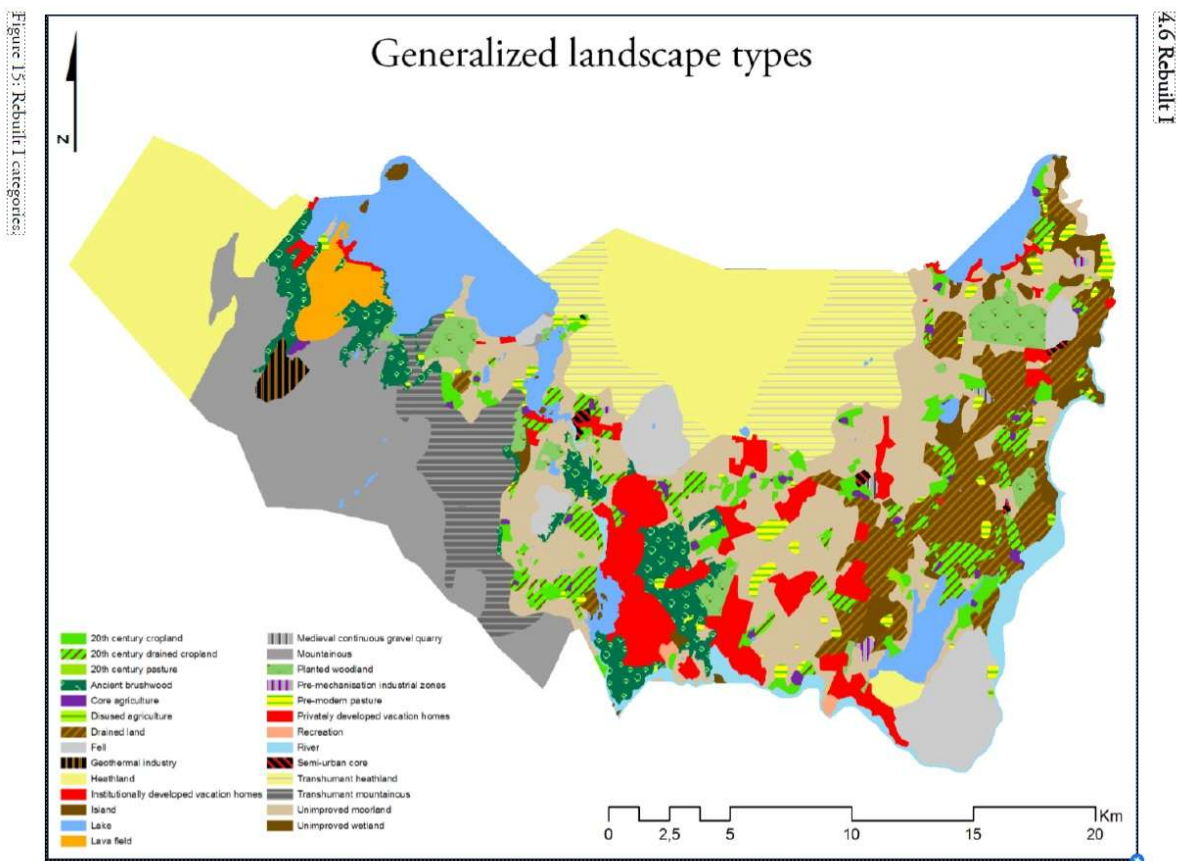 4.6 Rebuilt I
Generalized landscape types
N
20th century cropland
20th century drained cropland
20th century pasture
Ancient brushwood
Core agriculture
Disused agriculture
Drained land
Fell
Geothermal industry
Heathland
Institutionally developed vacation homes
Island
Lake
Lava field
Medieval continuous gravel quarry
Mountainous
Planted woodland
Pre-mechanisation industrial zones
Pre-modern pasture
Privately developed vacation homes
Recreation
River
Semi-urban core
Transhumant heathland
Transhumant mountainous
Unimproved moorland
Unimproved wetland
Km
0 2,5 5 10 15 20
Figure 15: Rebuilt I categories.